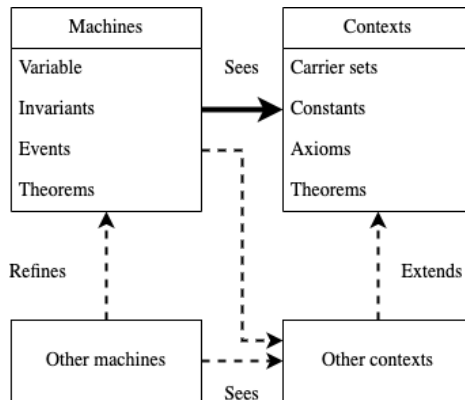 Machines
Variable
Invariants
Events
Theorems
Sees
Contexts
Carrier sets
Constants
Axioms
Theorems
Refines
Extends
Other machines
Sees
Other contexts